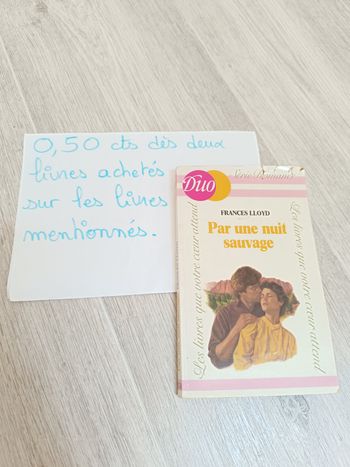 0,50 cts dès deux
livres achetés
sur les livres
mentionnés.
Duo
Série Romance
FRANCES LLOYD
Par une nuit
sauvage
Les livres que votre cœur attend
Les livres que votre cœur attend